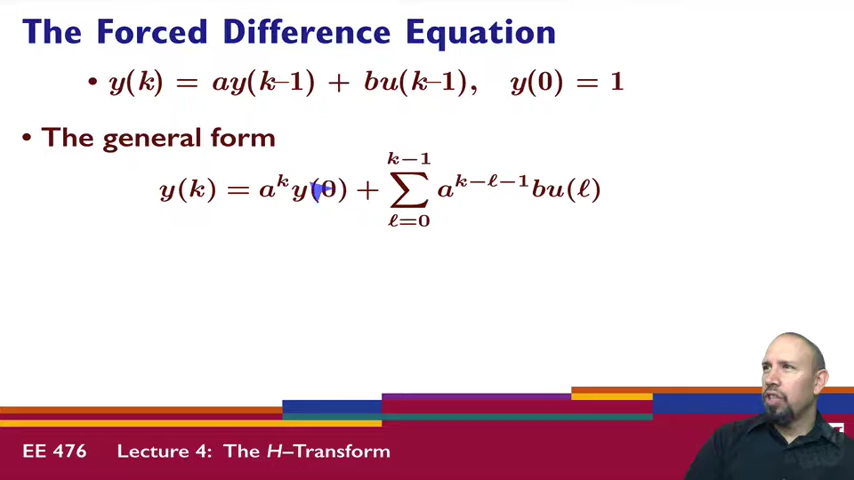 The Forced Difference Equation
• y(k) = ay(k–1) + bu(k–1), y(0) = 1
• The general form
k−1
y(k) = a^k y(0) + ∑ a^{k−ℓ−1} bu(ℓ)
ℓ=0
EE 476 Lecture 4: The H–Transform